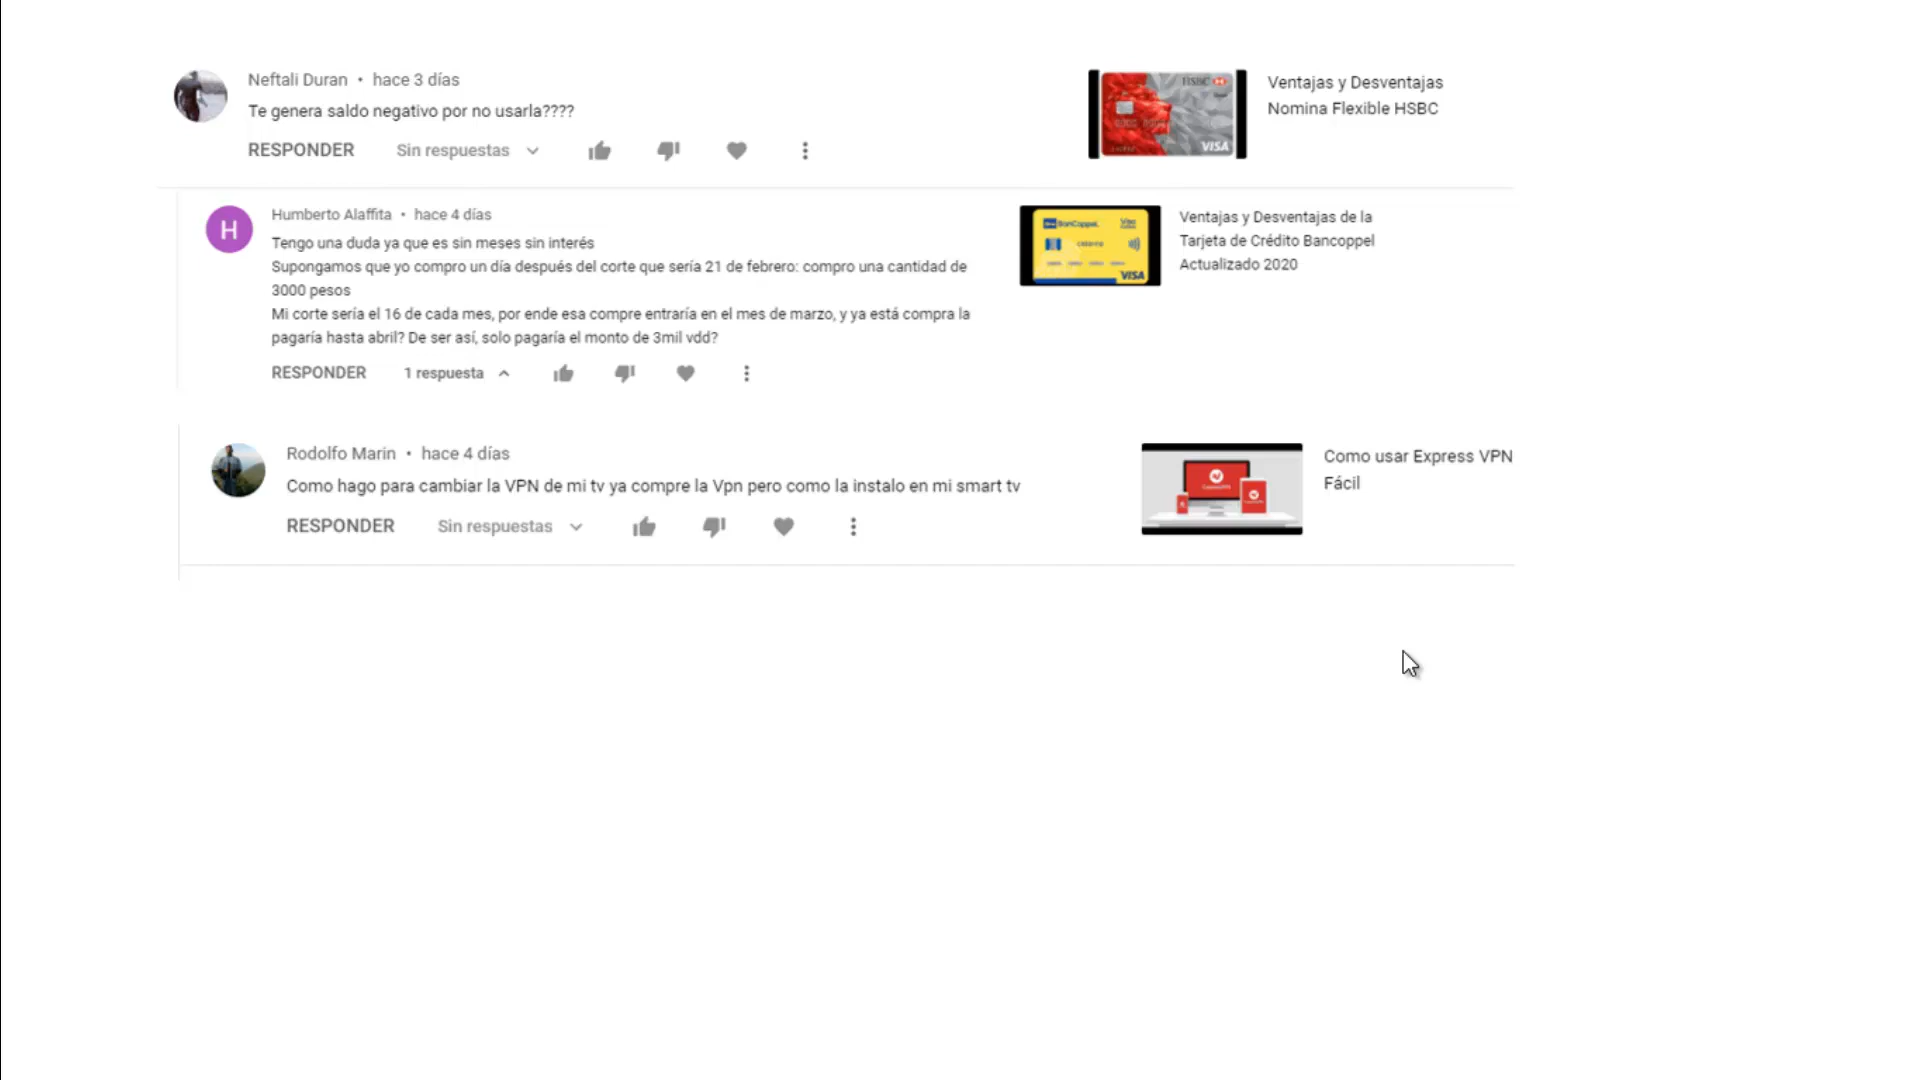 Neftali Duran • hace 3 días
Te genera saldo negativo por no usarla????
RESPONDER Sin respuestas
HSBC
VISA
Ventajas y Desventajas
Nomina Flexible HSBC
H
Humberto Alaffita • hace 4 días
Tengo una duda ya que es sin meses sin interés
Supongamos que yo compro un día después del corte que sería 21 de febrero: compro una cantidad de
3000 pesos
Mi corte sería el 16 de cada mes, por ende esa compre entraría en el mes de marzo, y ya está compra la
pagaría hasta abril? De ser así, solo pagaría el monto de 3mil vdd?
RESPONDER 1 respuesta
BanCoppel
VISA
Ventajas y Desventajas de la
Tarjeta de Crédito Bancoppel
Actualizado 2020
Rodolfo Marin • hace 4 días
Como hago para cambiar la VPN de mi tv ya compre la Vpn pero como la instalo en mi smart tv
RESPONDER Sin respuestas
Como usar Express VPN
Fácil